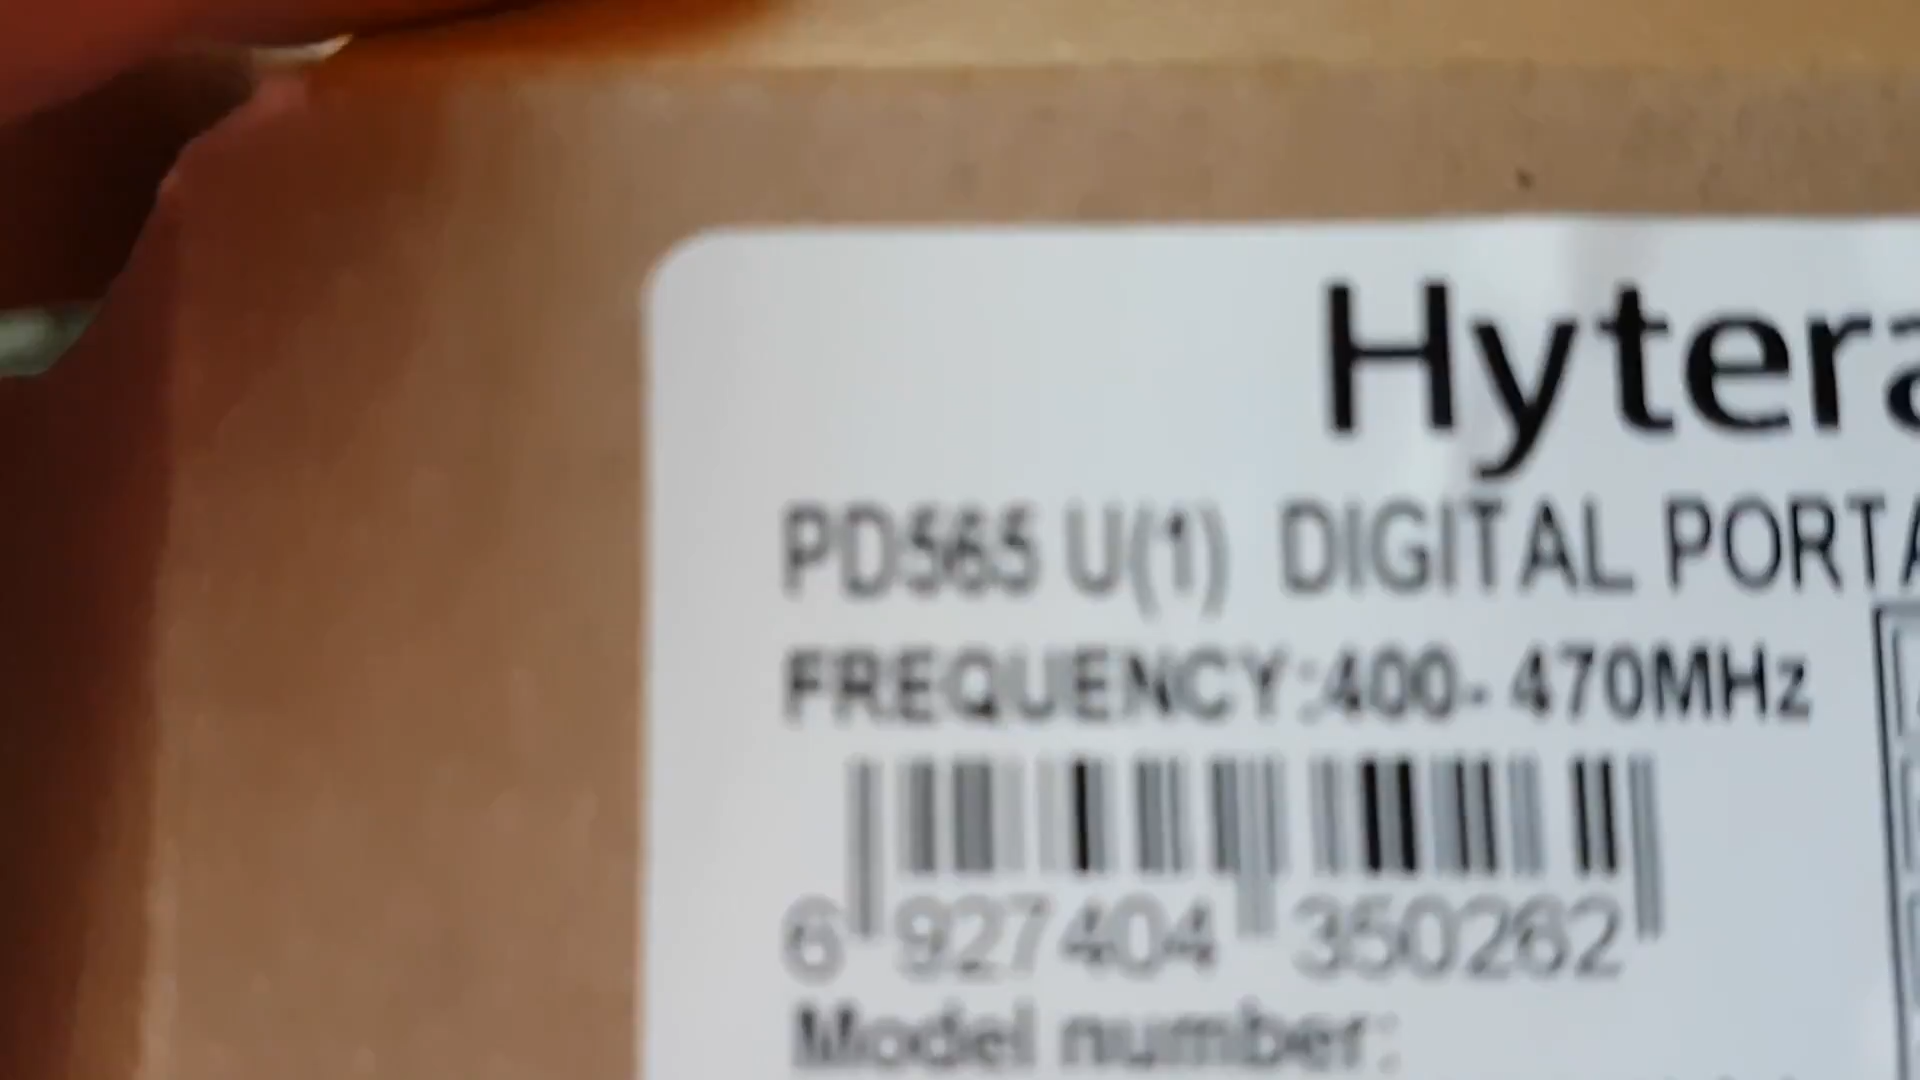 Hytera
PD565 U(1) DIGITAL PORTA
FREQUENCY:400- 470MHz
6 927404 350262
Model number: